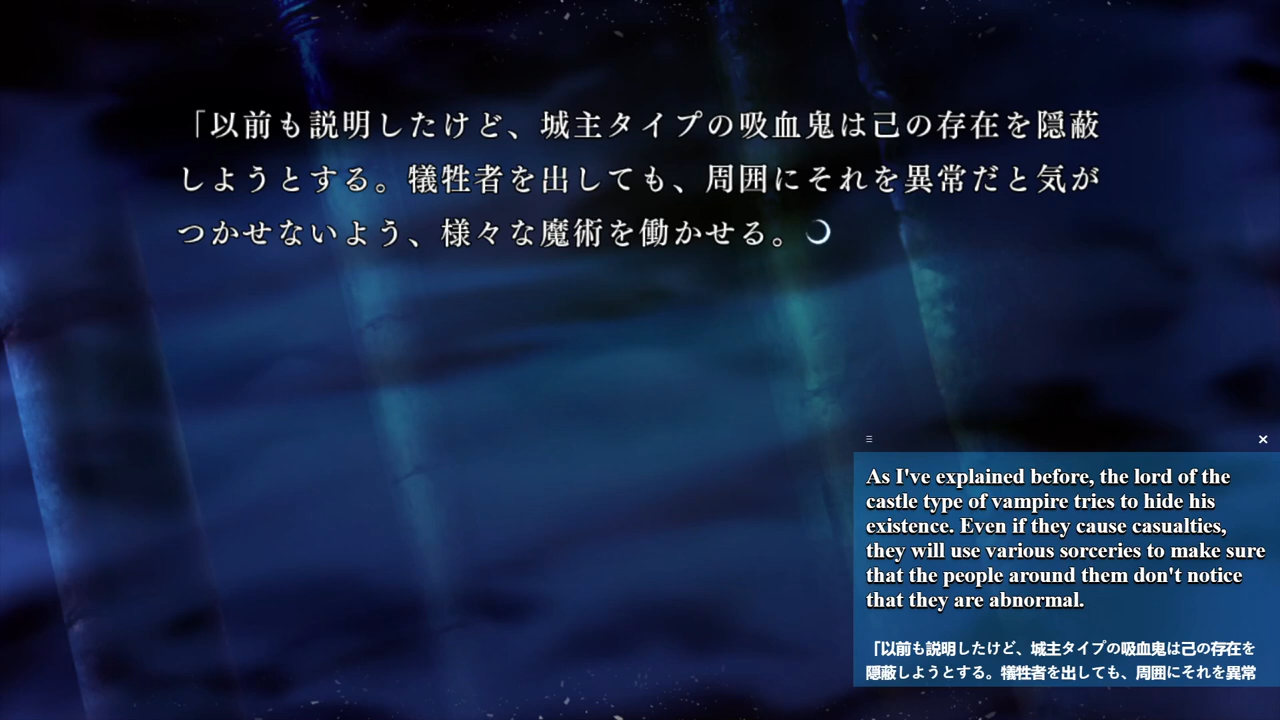 「以前も説明したけど、城主タイプの吸血鬼は己の存在を隠蔽
しようとする。犠牲者を出しても、周囲にそれを異常だと気が
つかせないよう、様々な魔術を働かせる。
As I've explained before, the lord of the
castle type of vampire tries to hide his
existence. Even if they cause casualties,
they will use various sorceries to make sure
that the people around them don't notice
that they are abnormal.
「以前も説明したけど、城主タイプの吸血鬼は己の存在を
隠蔽しようとする。犠牲者を出しても、周囲にそれを異常